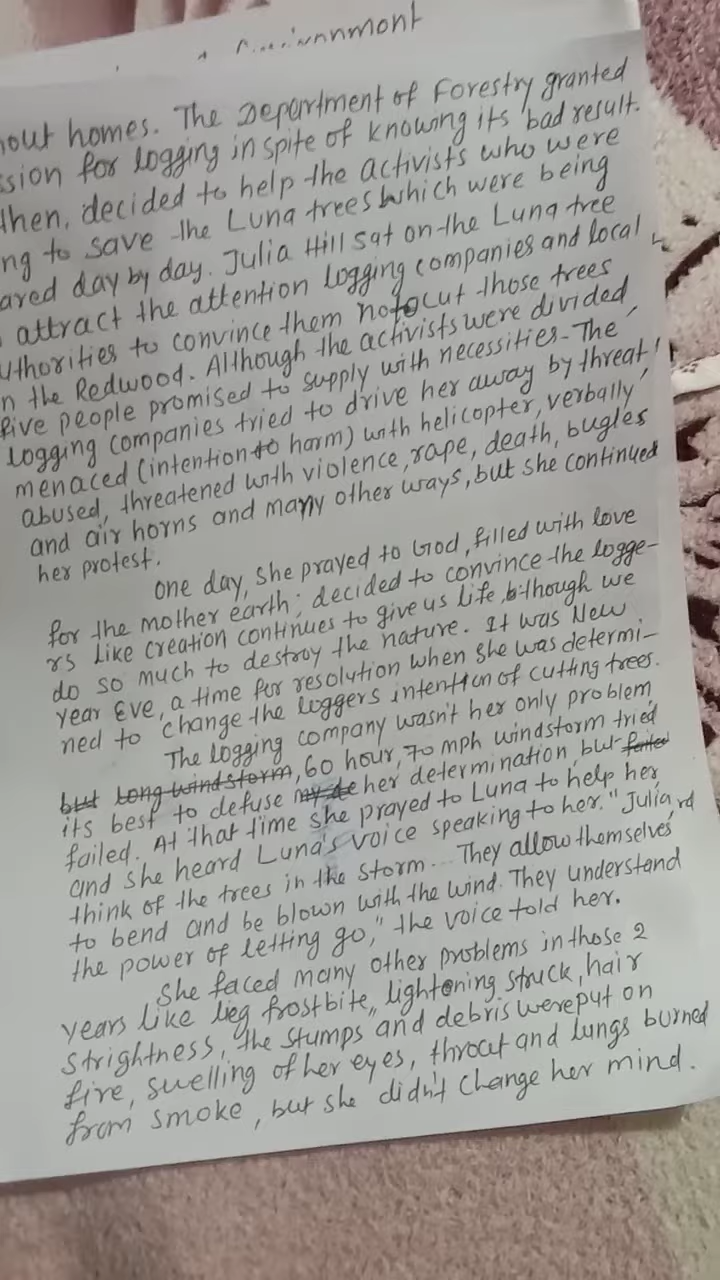 nment
hout homes. The Department of Forestry granted
ssion for logging in spite of knowing its bad result.
then, decided to help the activists who were
ng to save the Luna trees which were being
ared day by day. Julia Hill sat on the Luna tree
attract the attention logging companies and local
uthorities to convince them not to cut those trees
n the Redwood. Although the activists were divided,
five people promised to supply with necessities. The
logging companies tried to drive her away by threat,
menaced (intention to harm) with helicopter, verbally
abused, threatened with violence, rape, death, bugles
and air horns and many other ways, but she continued
her protest.
One day, she prayed to God, filled with love
for the mother earth; decided to convince the logge-
rs like creation continues to give us life although we
do so much to destroy the nature. It was New
Year Eve, a time for resolution when she was determi-
ned to change the loggers intention of cutting trees.
The logging company wasn't her only problem
but long windstorm, 60 hour, 70 mph windstorm tried
its best to defuse her determination, but failed
failed. At that time she prayed to Luna to help her
and she heard Luna's voice speaking to her. "Julia,
think of the trees in the storm... They allow themselves
to bend and be blown with the wind. They understand
the power of letting go," the voice told her.
She faced many other problems in those 2
years like leg frostbite, lightening struck, hair
strightness, the stumps and debris were put on
fire, swelling of her eyes, throat and lungs burned
from smoke, but she didn't change her mind.